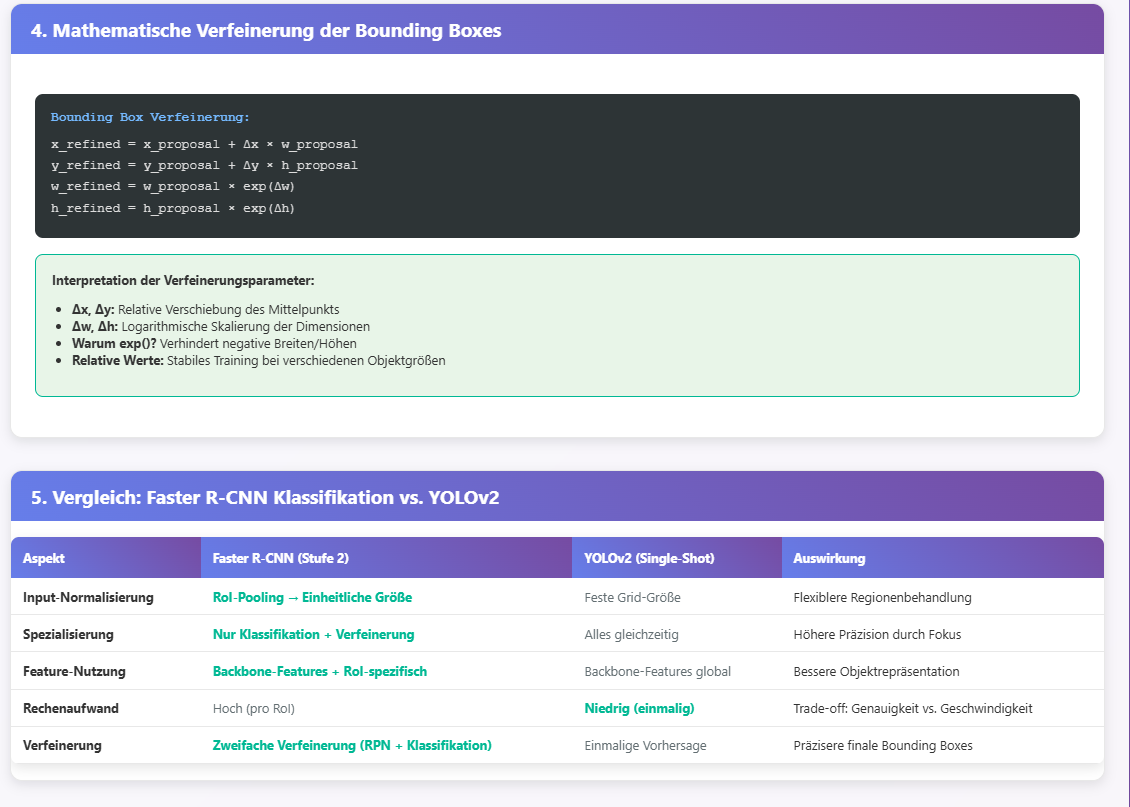 4. Mathematische Verfeinerung der Bounding Boxes
Bounding Box Verfeinerung:
x_refined = x_proposal + Δx × w_proposal
y_refined = y_proposal + Δy × h_proposal
w_refined = w_proposal × exp(Δw)
h_refined = h_proposal × exp(Δh)
Interpretation der Verfeinerungsparameter:
• Δx, Δy: Relative Verschiebung des Mittelpunkts
• Δw, Δh: Logarithmische Skalierung der Dimensionen
• Warum exp()? Verhindert negative Breiten/Höhen
• Relative Werte: Stabiles Training bei verschiedenen Objektgrößen
5. Vergleich: Faster R-CNN Klassifikation vs. YOLOv2
Aspekt Faster R-CNN (Stufe 2) YOLOv2 (Single-Shot) Auswirkung
Input-Normalisierung RoI-Pooling → Einheitliche Größe Feste Grid-Größe Flexiblere Regionenbehandlung
Spezialisierung Nur Klassifikation + Verfeinerung Alles gleichzeitig Höhere Präzision durch Fokus
Feature-Nutzung Backbone-Features + RoI-spezifisch Backbone-Features global Bessere Objektrepräsentation
Rechenaufwand Hoch (pro RoI) Niedrig (einmalig) Trade-off: Genauigkeit vs. Geschwindigkeit
Verfeinerung Zweifache Verfeinerung (RPN + Klassifikation) Einmalige Vorhersage Präzisere finale Bounding Boxes